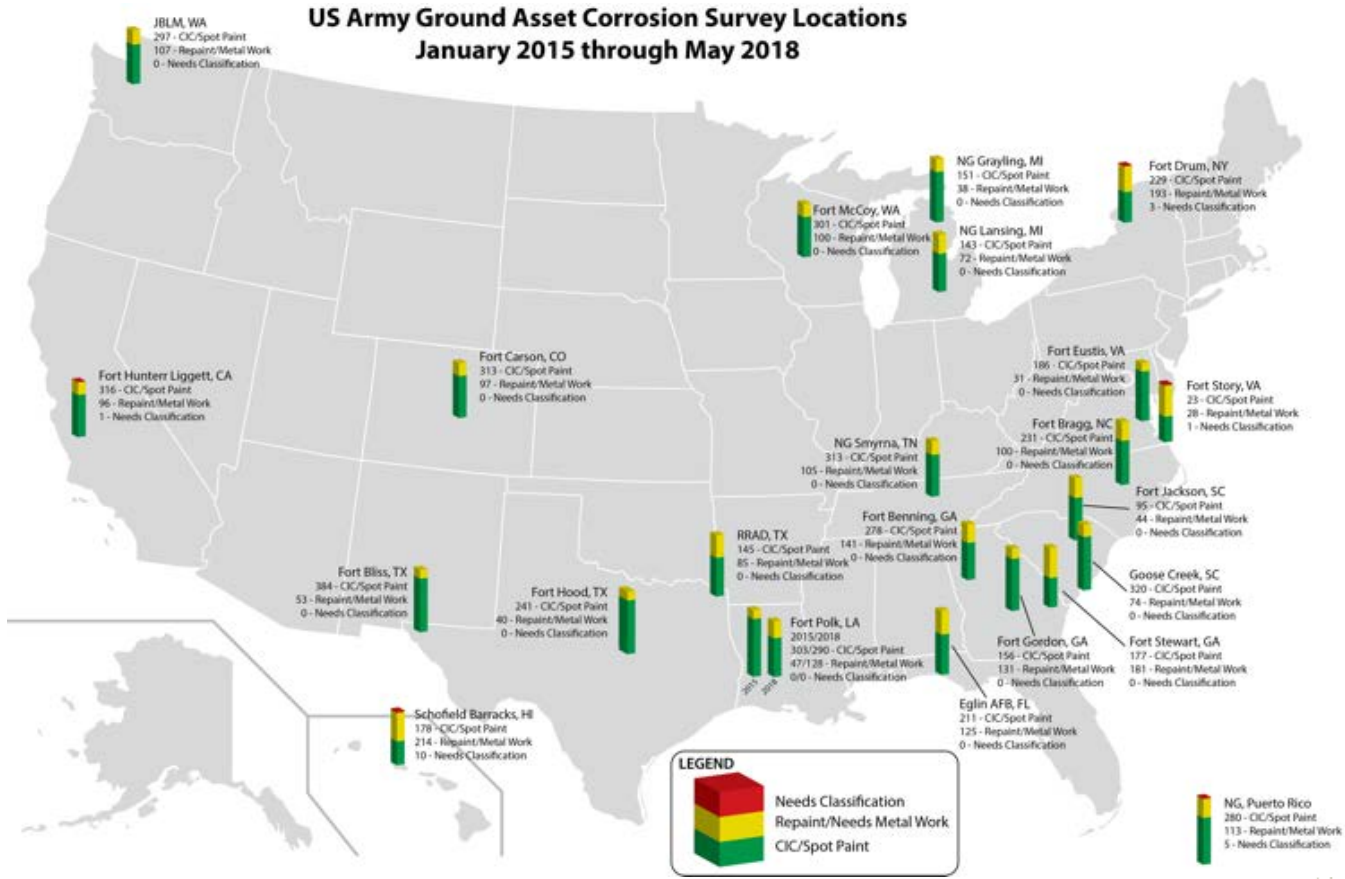 US Army Ground Asset Corrosion Survey Locations
January 2015 through May 2018
JBLM, WA
297 - CIC/Spot Paint
107 - Repaint/Metal Work
0 - Needs Classification
NG Grayling, MI
151 - CIC/Spot Paint
38 - Repaint/Metal Work
0 - Needs Classification
Fort Drum, NY
229 - CIC/Spot Paint
193 - Repaint/Metal Work
3 - Needs Classification
Fort McCoy, WA
301 - CIC/Spot Paint
100 - Repaint/Metal Work
0 - Needs Classification
NG Lansing, MI
143 - CIC/Spot Paint
72 - Repaint/Metal Work
0 - Needs Classification
Fort Hunterr Liggett, CA
316 - CIC/Spot Paint
96 - Repaint/Metal Work
1 - Needs Classification
Fort Carson, CO
313 - CIC/Spot Paint
97 - Repaint/Metal Work
0 - Needs Classification
Fort Eustis, VA
186 - CIC/Spot Paint
31 - Repaint/Metal Work
0 - Needs Classification
Fort Story, VA
23 - CIC/Spot Paint
28 - Repaint/Metal Work
1 - Needs Classification
Fort Bragg, NC
231 - CIC/Spot Paint
100 - Repaint/Metal Work
0 - Needs Classification
NG Smyrna, TN
313 - CIC/Spot Paint
105 - Repaint/Metal Work
0 - Needs Classification
Fort Jackson, SC
95 - CIC/Spot Paint
44 - Repaint/Metal Work
0 - Needs Classification
Fort Benning, GA
278 - CIC/Spot Paint
141 - Repaint/Metal Work
0 - Needs Classification
RRAD, TX
145 - CIC/Spot Paint
85 - Repaint/Metal Work
0 - Needs Classification
Goose Creek, SC
320 - CIC/Spot Paint
74 - Repaint/Metal Work
0 - Needs Classification
Fort Bliss, TX
384 - CIC/Spot Paint
53 - Repaint/Metal Work
0 - Needs Classification
Fort Hood, TX
241 - CIC/Spot Paint
40 - Repaint/Metal Work
0 - Needs Classification
Fort Polk, LA
2015/2018
303/290 - CIC/Spot Paint
47/128 - Repaint/Metal Work
0/0 - Needs Classification
2015
2018
Fort Gordon, GA
156 - CIC/Spot Paint
131 - Repaint/Metal Work
0 - Needs Classification
Fort Stewart, GA
177 - CIC/Spot Paint
181 - Repaint/Metal Work
0 - Needs Classification
Eglin AFB, FL
211 - CIC/Spot Paint
125 - Repaint/Metal Work
0 - Needs Classification
Schofield Barracks, HI
178 - CIC/Spot Paint
214 - Repaint/Metal Work
10 - Needs Classification
LEGEND
Needs Classification
Repaint/Needs Metal Work
CIC/Spot Paint
NG, Puerto Rico
280 - CIC/Spot Paint
113 - Repaint/Metal Work
5 - Needs Classification